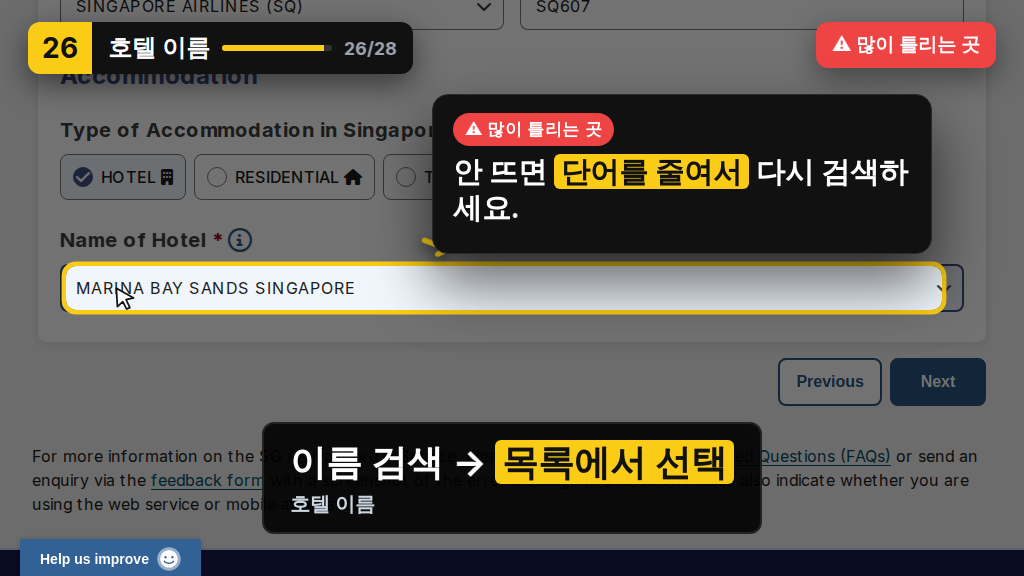 SINGAPORE AIRLINES (SQ)
SQ607
26
호텔 이름
26/28
많이 틀리는 곳
Accommodation
많이 틀리는 곳
Type of Accommodation in Singapor
안 뜨면 단어를 줄여서 다시 검색하
세요.
HOTEL
RESIDENTIAL
T
Name of Hotel *
MARINA BAY SANDS SINGAPORE
Previous
Next
이름 검색 → 목록에서 선택
호텔 이름
For more information on the SG
Questions (FAQs) or send an
enquiry via the feedback form
also indicate whether you are
using the web service or mobile
Help us improve